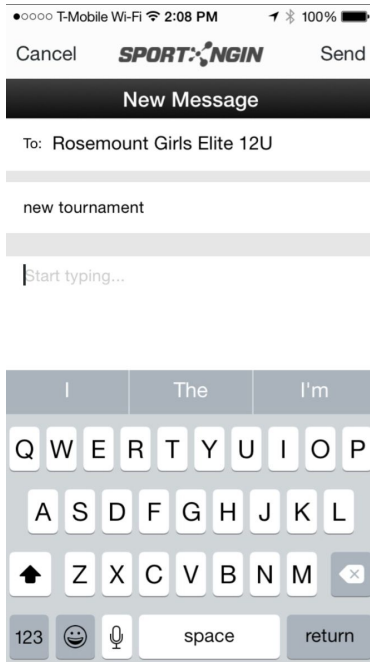 T-Mobile Wi-Fi 2:08 PM 100%
Cancel SPORT NGIN Send
New Message
To: Rosemount Girls Elite 12U
new tournament
Start typing...
I The I'm
Q W E R T Y U I O P
A S D F G H J K L
Z X C V B N M
123 space return